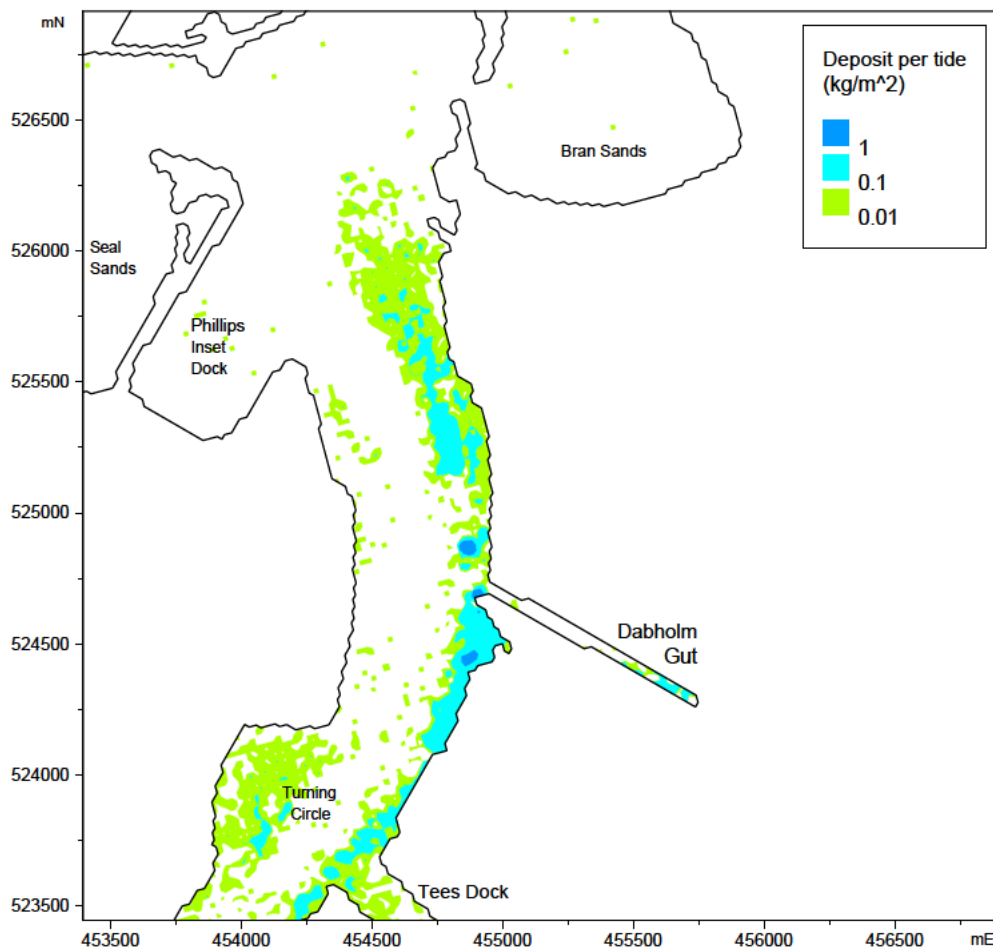 mN
Deposit per tide
(kg/m^2)
1
0.1
0.01
526500
Bran Sands
526000
Seal
Sands
Phillips
Inset
Dock
525500
525000
Dabholm
Gut
524500
524000
Turning
Circle
Tees Dock
523500
453500
454000
454500
455000
455500
456000
456500
mE